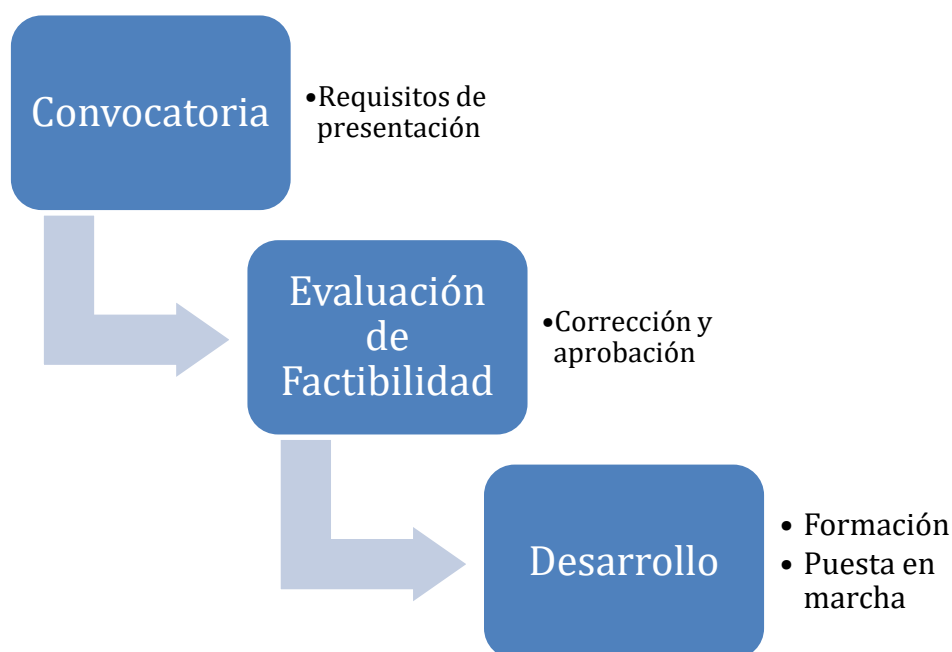 Convocatoria
•Requisitos de
presentación
Evaluación
de
Factibilidad
•Corrección y
aprobación
Desarrollo
• Formación
• Puesta en
marcha